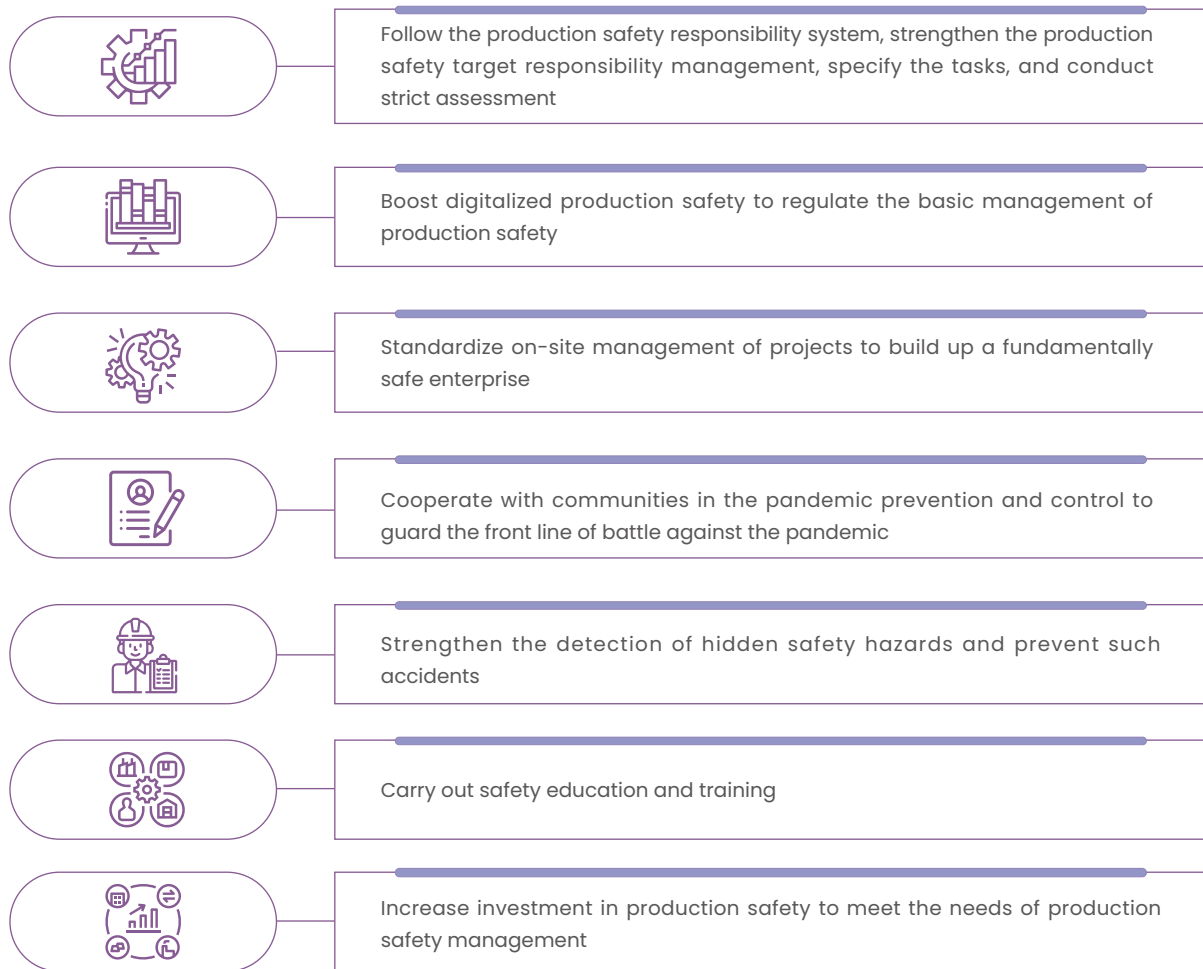 Follow the production safety responsibility system, strengthen the production
safety target responsibility management, specify the tasks, and conduct
strict assessment
Boost digitalized production safety to regulate the basic management of
production safety
Standardize on-site management of projects to build up a fundamentally
safe enterprise
Cooperate with communities in the pandemic prevention and control to
guard the front line of battle against the pandemic
Strengthen the detection of hidden safety hazards and prevent such
accidents
Carry out safety education and training
Increase investment in production safety to meet the needs of production
safety management